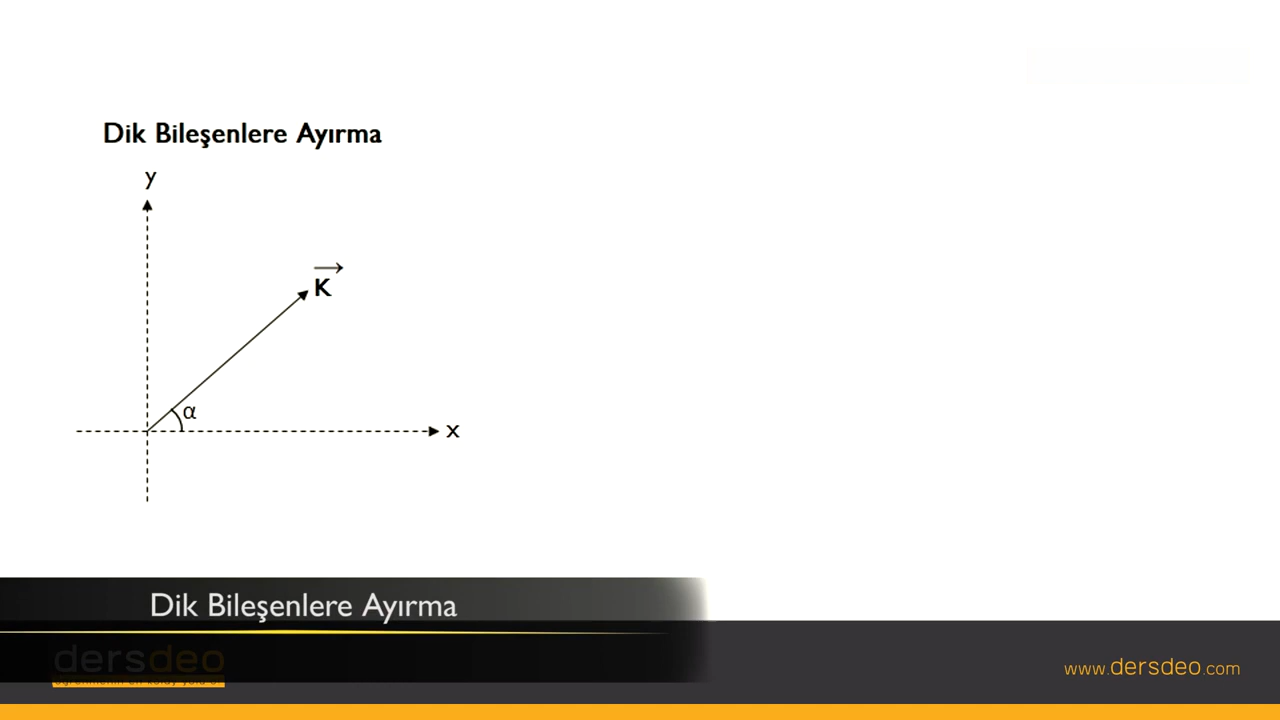 Dik Bileşenlere Ayırma
y
K
α
x
Dik Bileşenlere Ayırma
dersdeo
www.dersdeo.com